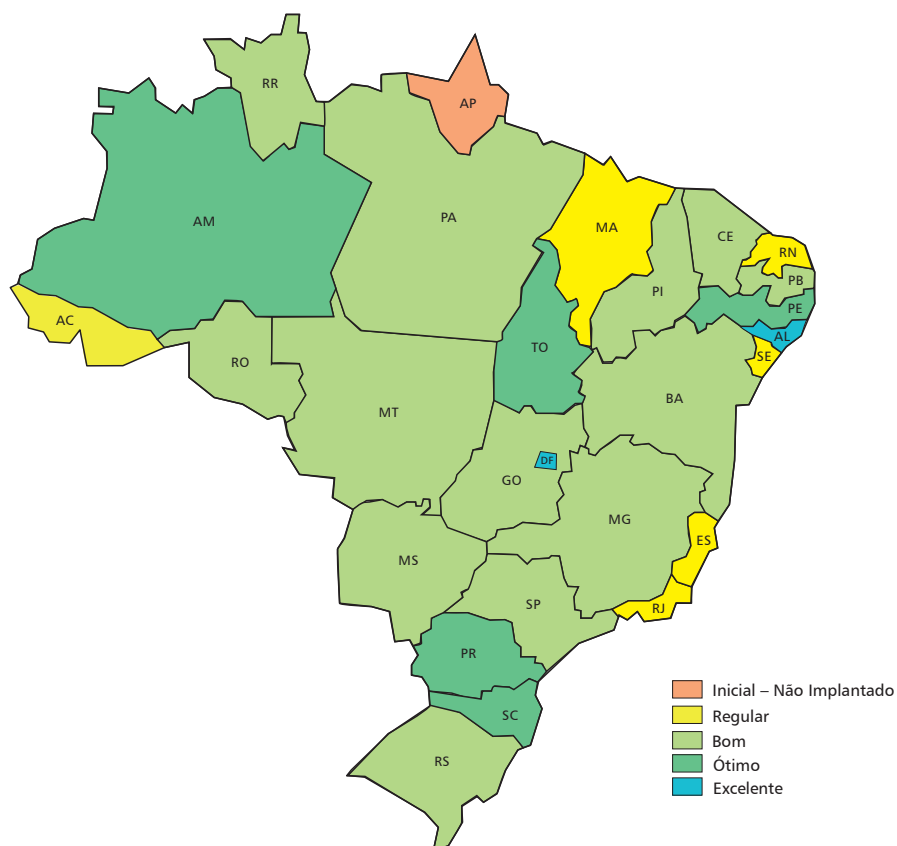 RR
AP
AM
PA
MA
CE
RN
PB
PI
PE
AC
AL
TO
SE
RO
BA
MT
DF
GO
MG
ES
MS
SP
RJ
PR
SC
RS
Inicial – Não Implantado
Regular
Bom
Ótimo
Excelente